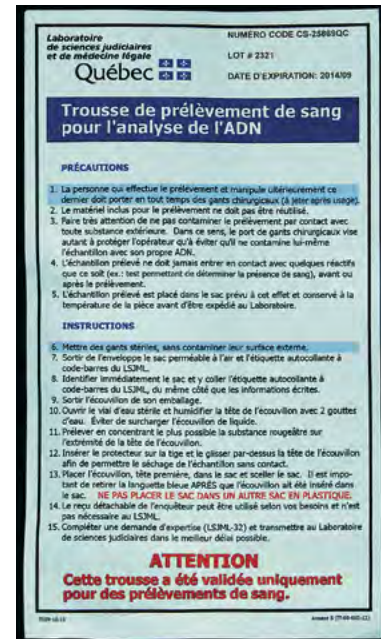 Laboratoire
de sciences judiciaires
et de médecine légale
Québec
NUMÉRO CODE CS-25869QC
LOT # 2321
DATE D'EXPIRATION: 2014/09
Trousse de prélèvement de sang
pour l'analyse de l'ADN
PRÉCAUTIONS
1. La personne qui effectue le prélèvement et manipule ultérieurement ce
dernier doit porter en tout temps des gants chirurgicaux (à jeter après usage).
2. Le matériel inclus pour le prélèvement ne doit pas être réutilisé.
3. Faire très attention de ne pas contaminer le prélèvement par contact avec
toute substance extérieure. Dans ce sens, le port de gants chirurgicaux vise
autant à protéger l'opérateur qu'à éviter qu'il ne contamine lui-même
l'échantillon avec son propre ADN.
4. L'échantillon prélevé ne doit jamais entrer en contact avec quelques réactifs
que ce soit (ex.: test permettant de déterminer la présence de sang), avant ou
après le prélèvement.
5. L'échantillon prélevé est placé dans le sac prévu à cet effet et conservé à la
température de la pièce avant d'être expédié au Laboratoire.
INSTRUCTIONS
6. Mettre des gants stériles, sans contaminer leur surface externe.
7. Sortir de l'enveloppe le sac perméable à l'air et l'étiquette autocollante à
code-barres du LSJML.
8. Identifier immédiatement le sac et y coller l'étiquette autocollante à
code-barres du LSJML, du même côté que les informations écrites.
9. Sortir l'écouvillon de son emballage.
10. Ouvrir le vial d'eau stérile et humidifier la tête de l'écouvillon avec 2 gouttes
d'eau. Éviter de surcharger l'écouvillon de liquide.
11. Prélever en concentrant le plus possible la substance rougeâtre sur
l'extrémité de la tête de l'écouvillon.
12. Insérer le protecteur sur la tige et le glisser par-dessus la tête de l'écouvillon
afin de permettre le séchage de l'échantillon sans contact.
13. Placer l'écouvillon, tête première, dans le sac et sceller le sac. Il est impor-
tant de retirer la languette bleue APRÈS que l'écouvillon ait été inséré dans
le sac. NE PAS PLACER LE SAC DANS UN AUTRE SAC EN PLASTIQUE.
14. Le reçu détachable de l'enquêteur peut être utilisé selon vos besoins et n'est
pas nécessaire au LSJML.
15. Compléter une demande d'expertise (LSJML-32) et transmettre au Laboratoire
de sciences judiciaires dans le meilleur délai possible.
ATTENTION
Cette trousse a été validée uniquement
pour des prélèvements de sang.